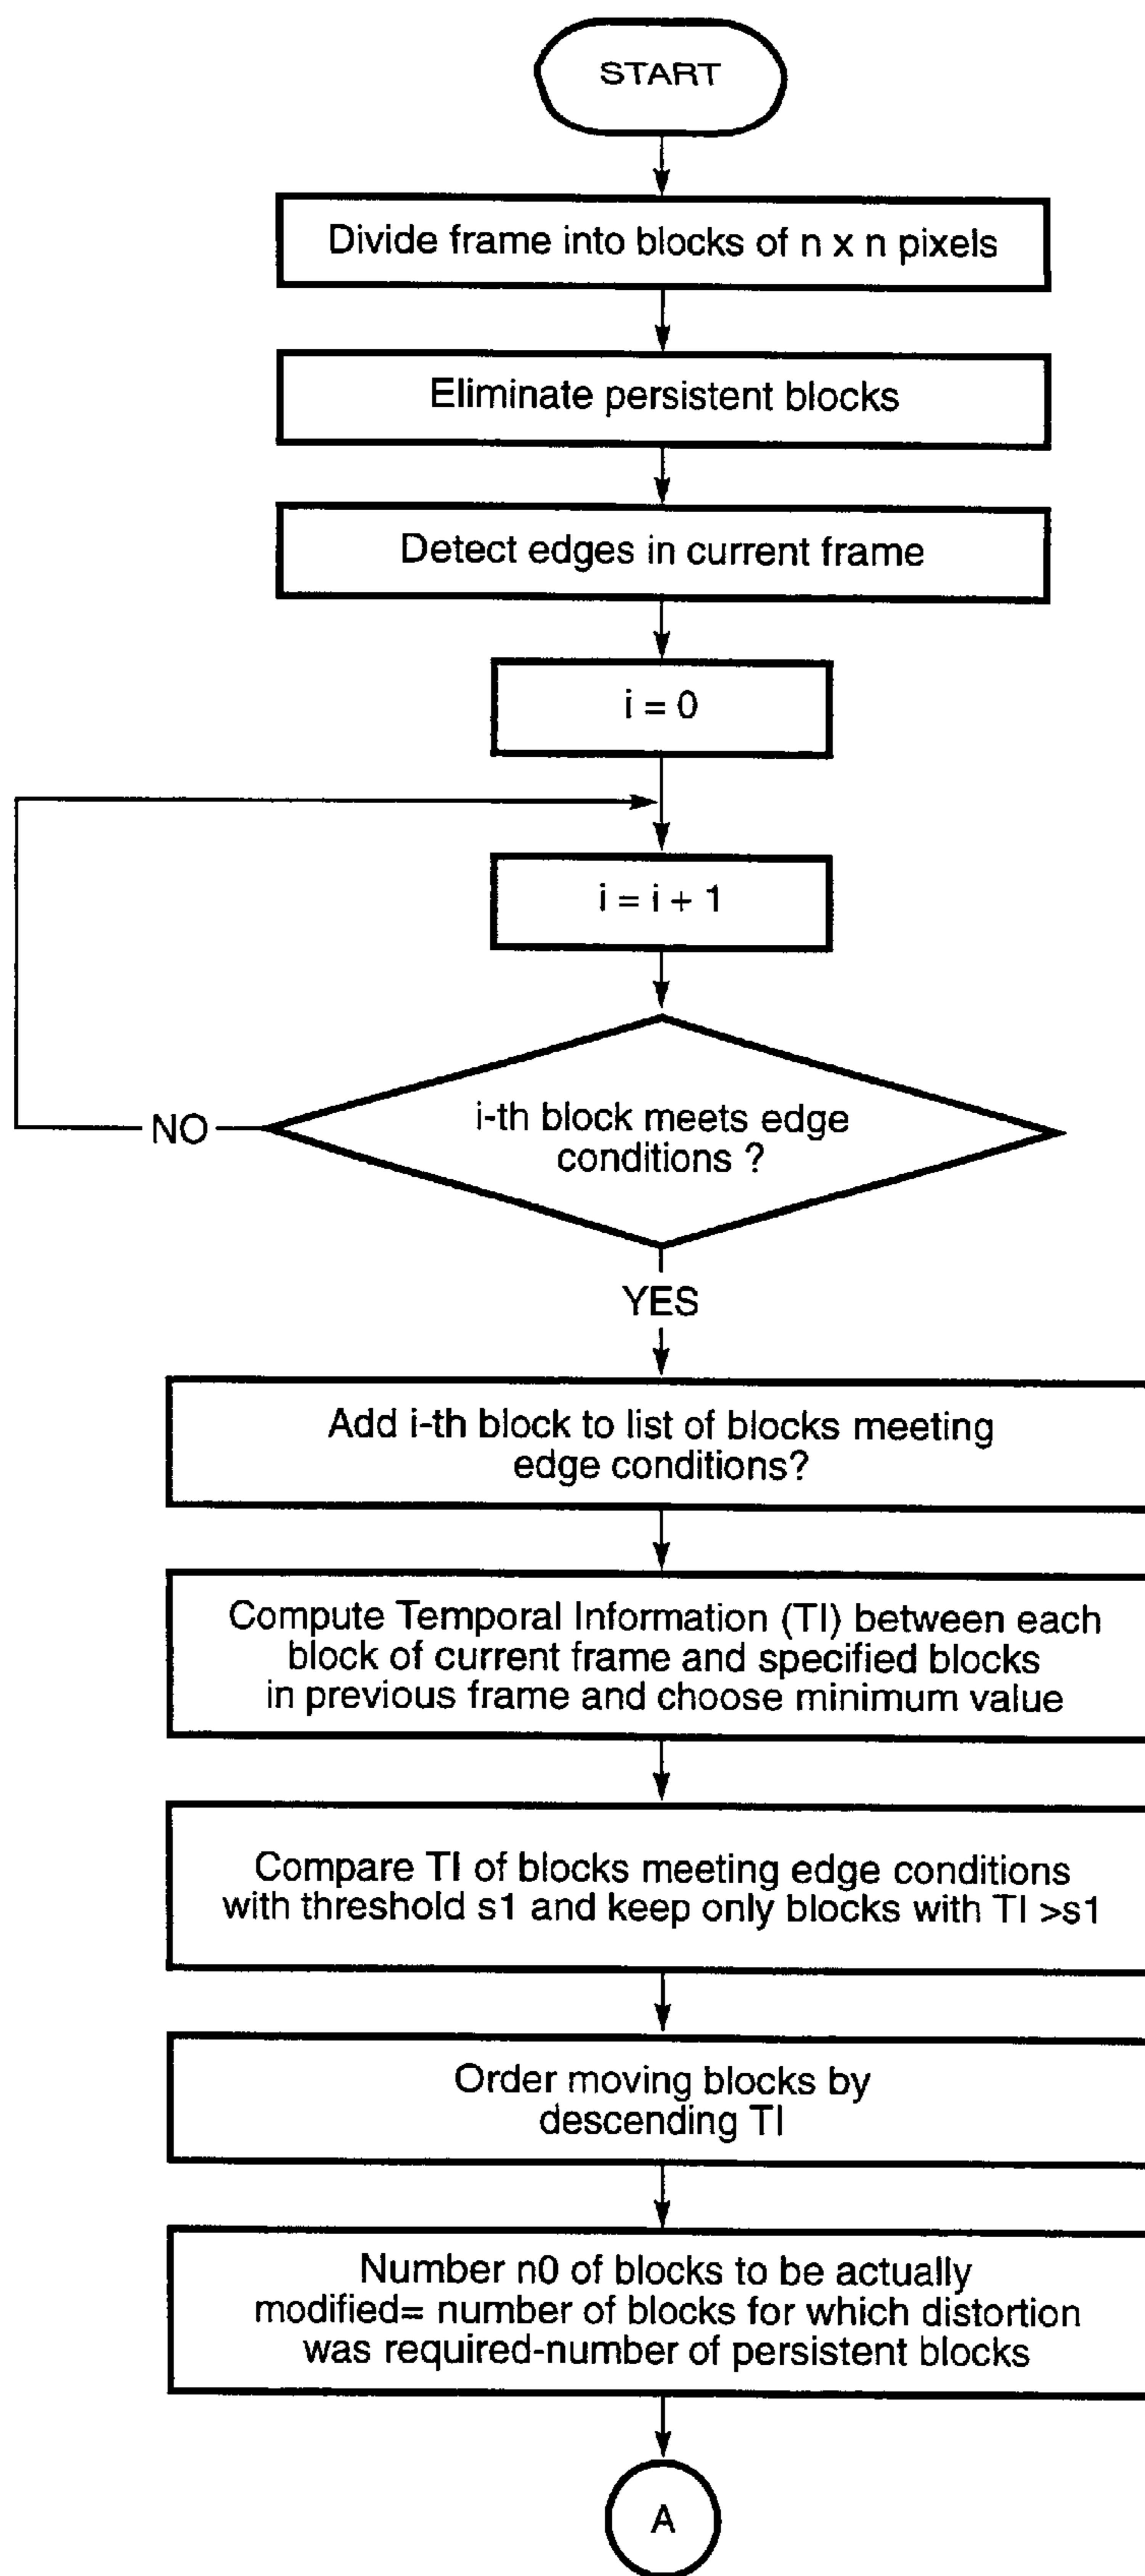 START
Divide frame into blocks of n x n pixels
Eliminate persistent blocks
Detect edges in current frame
i = 0
i = i + 1
i-th block meets edge
conditions ?
NO
YES
Add i-th block to list of blocks meeting
edge conditions?
Compute Temporal Information (TI) between each
block of current frame and specified blocks
in previous frame and choose minimum value
Compare TI of blocks meeting edge conditions
with threshold s1 and keep only blocks with TI >s1
Order moving blocks by
descending TI
Number n0 of blocks to be actually
modified= number of blocks for which distortion
was required-number of persistent blocks
A